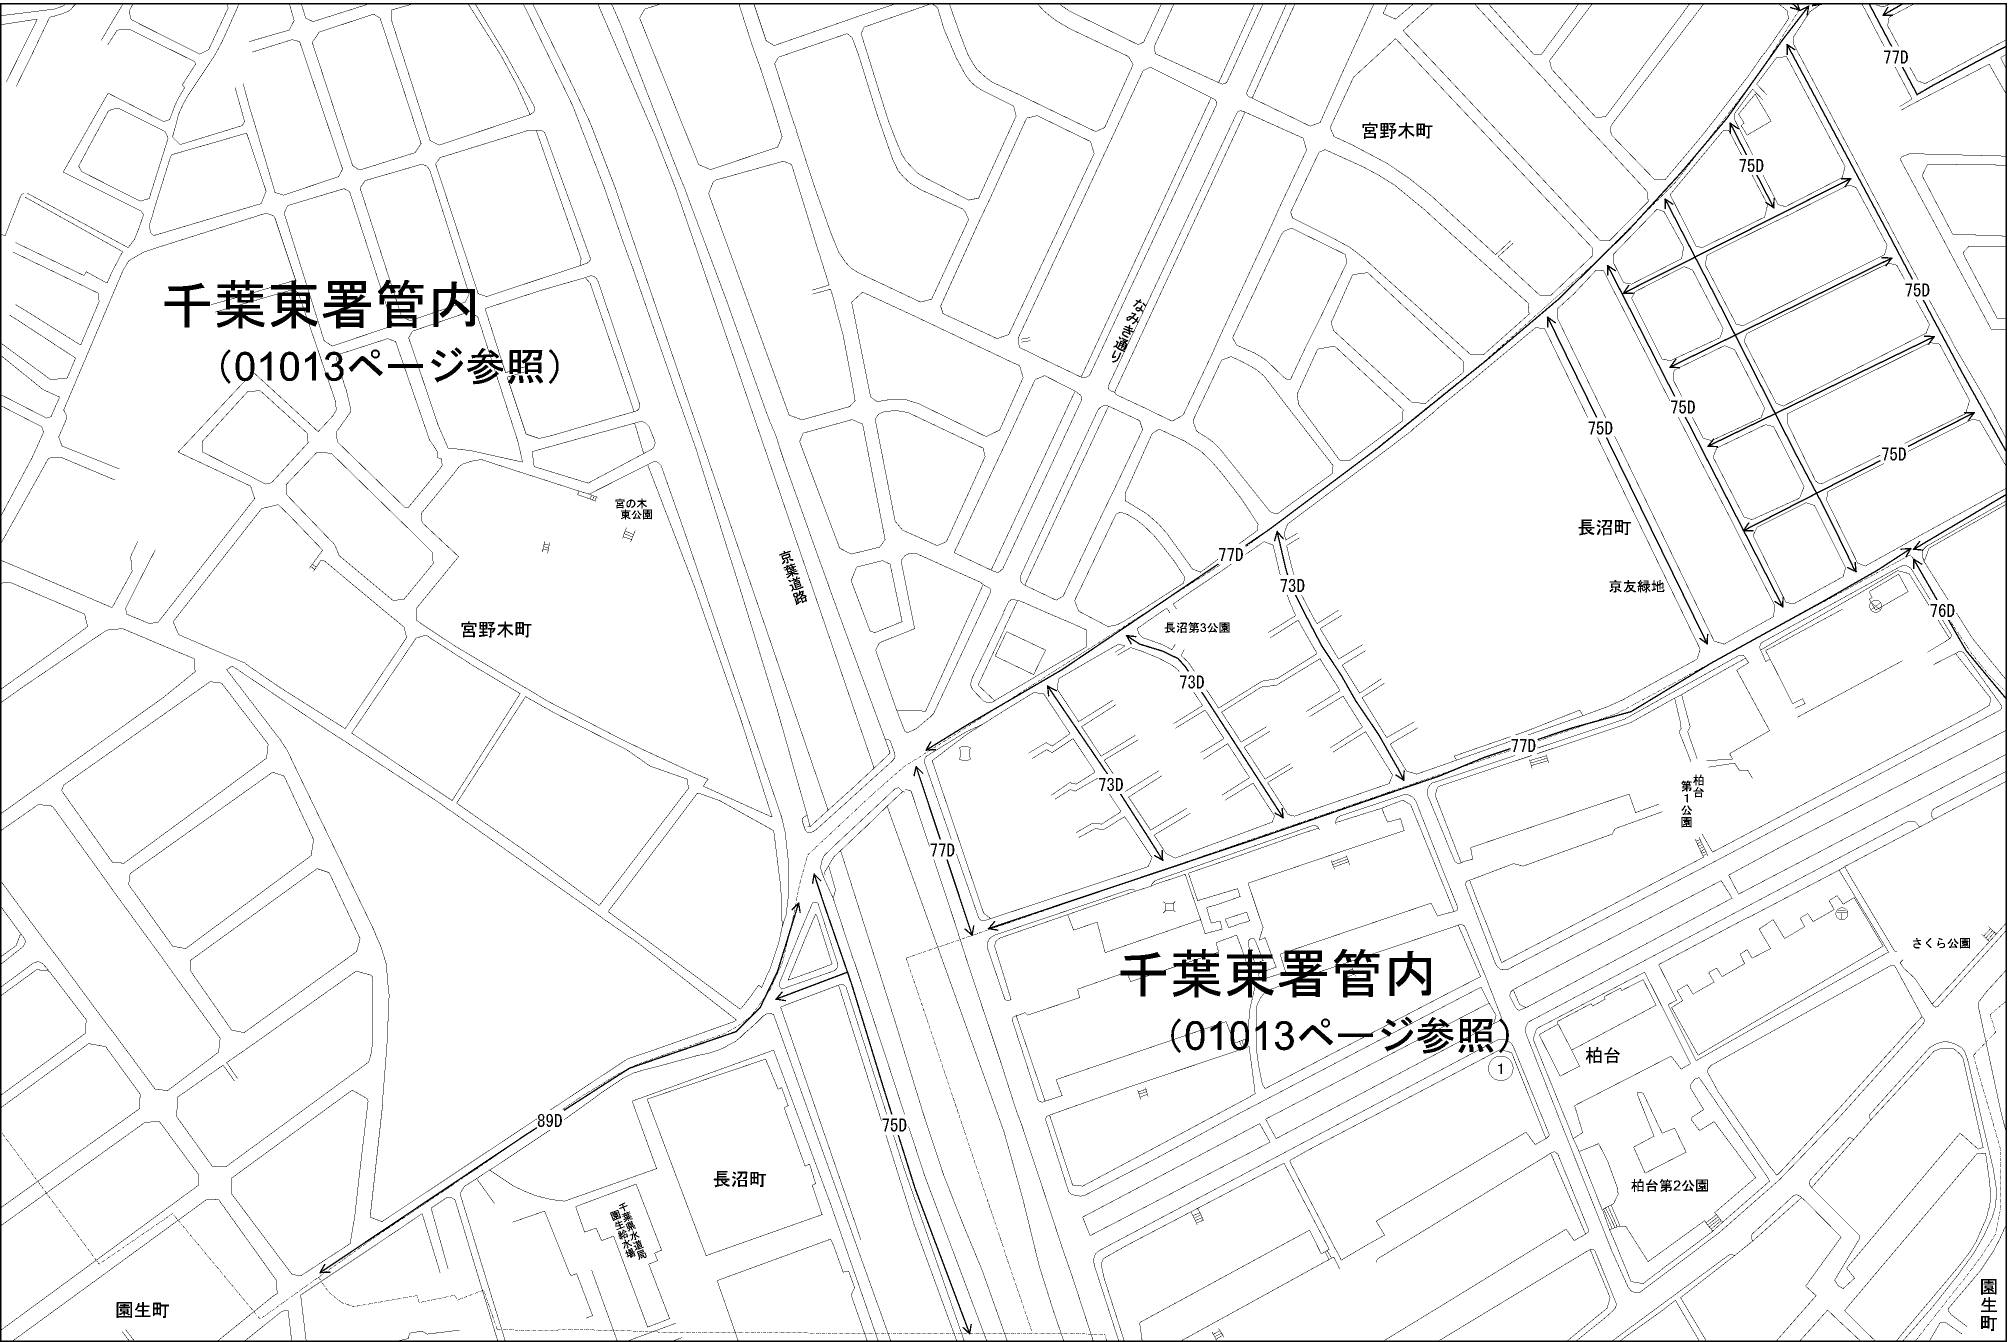 77D
宮野木町
75D
千葉東署管内
（01013ページ参照）
75D
なみき通り
75D
75D
75D
宮の木
東公園
長沼町
京葉道路
77D
73D
京友緑地
76D
宮野木町
長沼第3公園
73D
77D
73D
柏台
第1公園
77D
さくら公園
千葉東署管内
（01013ページ参照）
柏台
1
89D
75D
長沼町
柏台第2公園
千葉県水道局
園生給水場
園生町
園生町